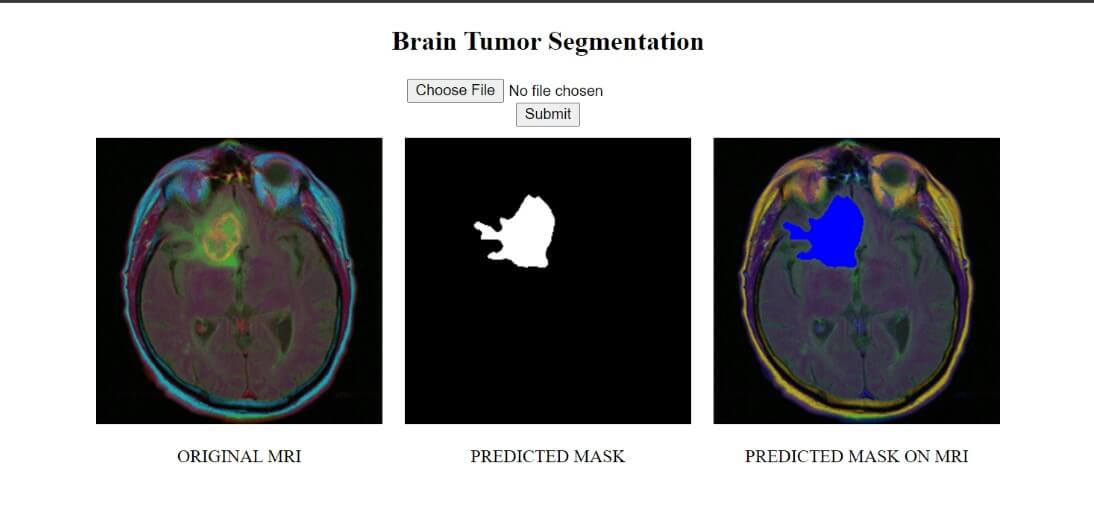 Brain Tumor Segmentation
Choose File No file chosen
Submit
ORIGINAL MRI
PREDICTED MASK
PREDICTED MASK ON MRI